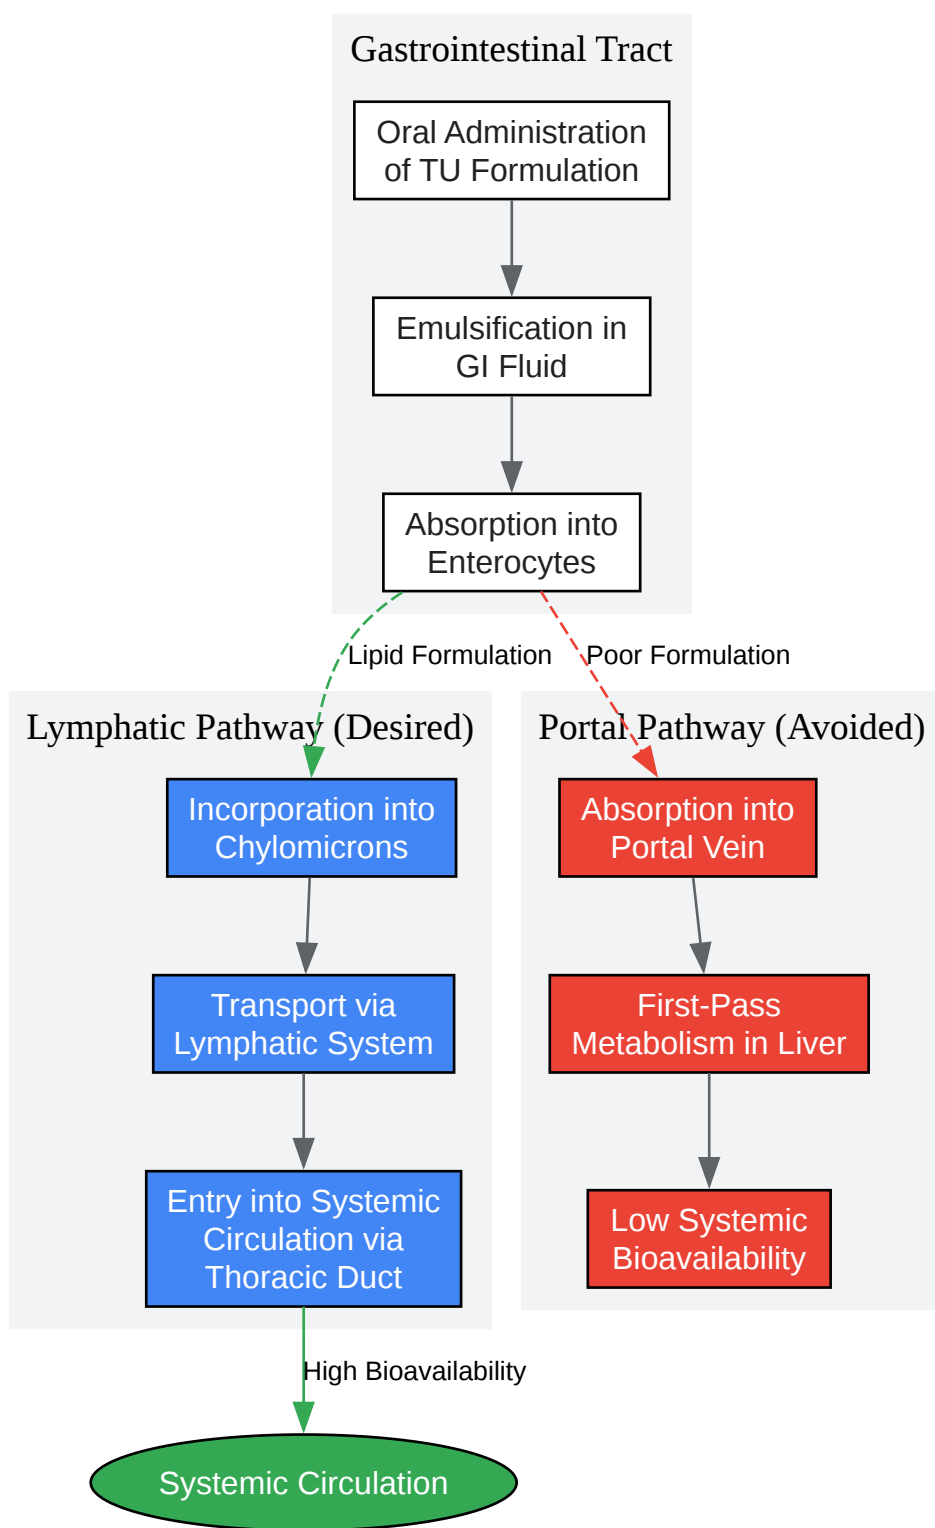 Gastrointestinal Tract
Oral Administration
of TU Formulation
Emulsification in
GI Fluid
Absorption into
Enterocytes
Lipid Formulation
Poor Formulation
Lymphatic Pathway (Desired)
Incorporation into
Chylomicrons
Transport via
Lymphatic System
Entry into Systemic
Circulation via
Thoracic Duct
High Bioavailability
Systemic Circulation
Portal Pathway (Avoided)
Absorption into
Portal Vein
First-Pass
Metabolism in Liver
Low Systemic
Bioavailability